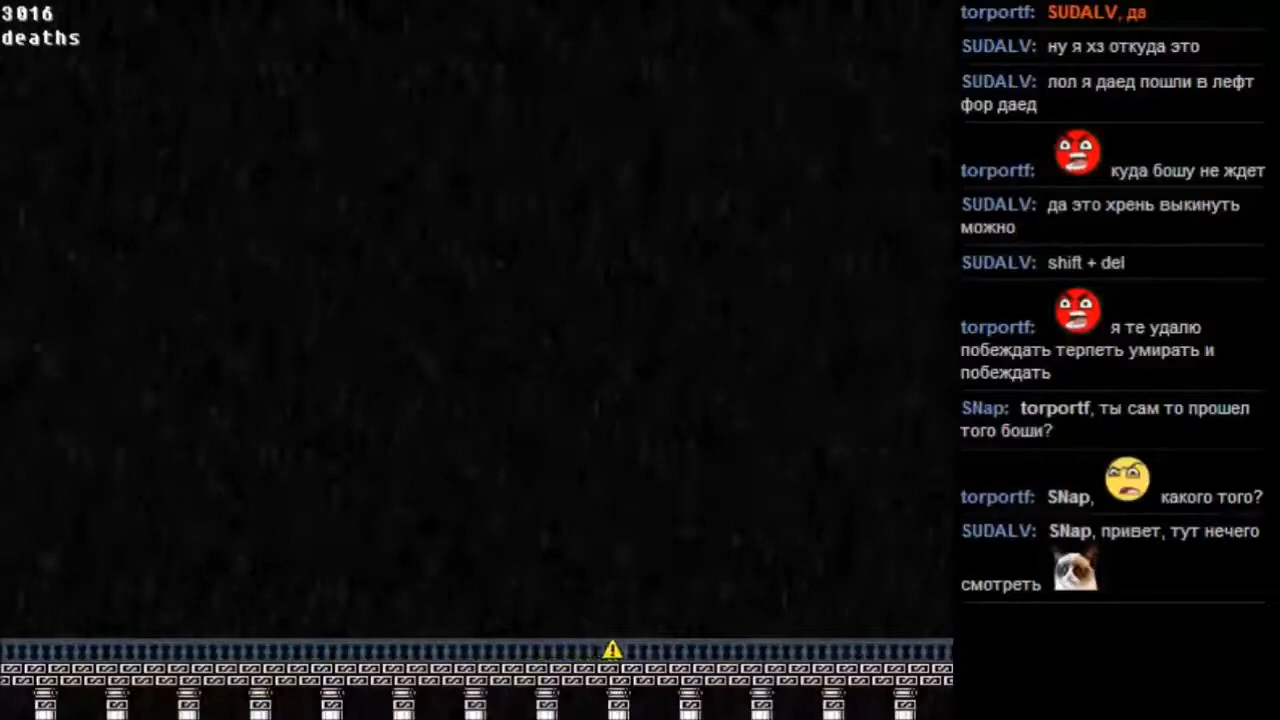 3016
deaths
torportf: SUDALV, да
SUDALV: ну я хз откуда это
SUDALV: лол я даед пошли в лефт
фор даед
torportf: куда бошу не ждет
SUDALV: да это хрень выкинуть
можно
SUDALV: shift + del
torportf: я те удалю
побеждать терпеть умирать и
побеждать
SNap: torportf, ты сам то прошел
того боши?
torportf: SNap, какого того?
SUDALV: SNap, привет, тут нечего
смотреть